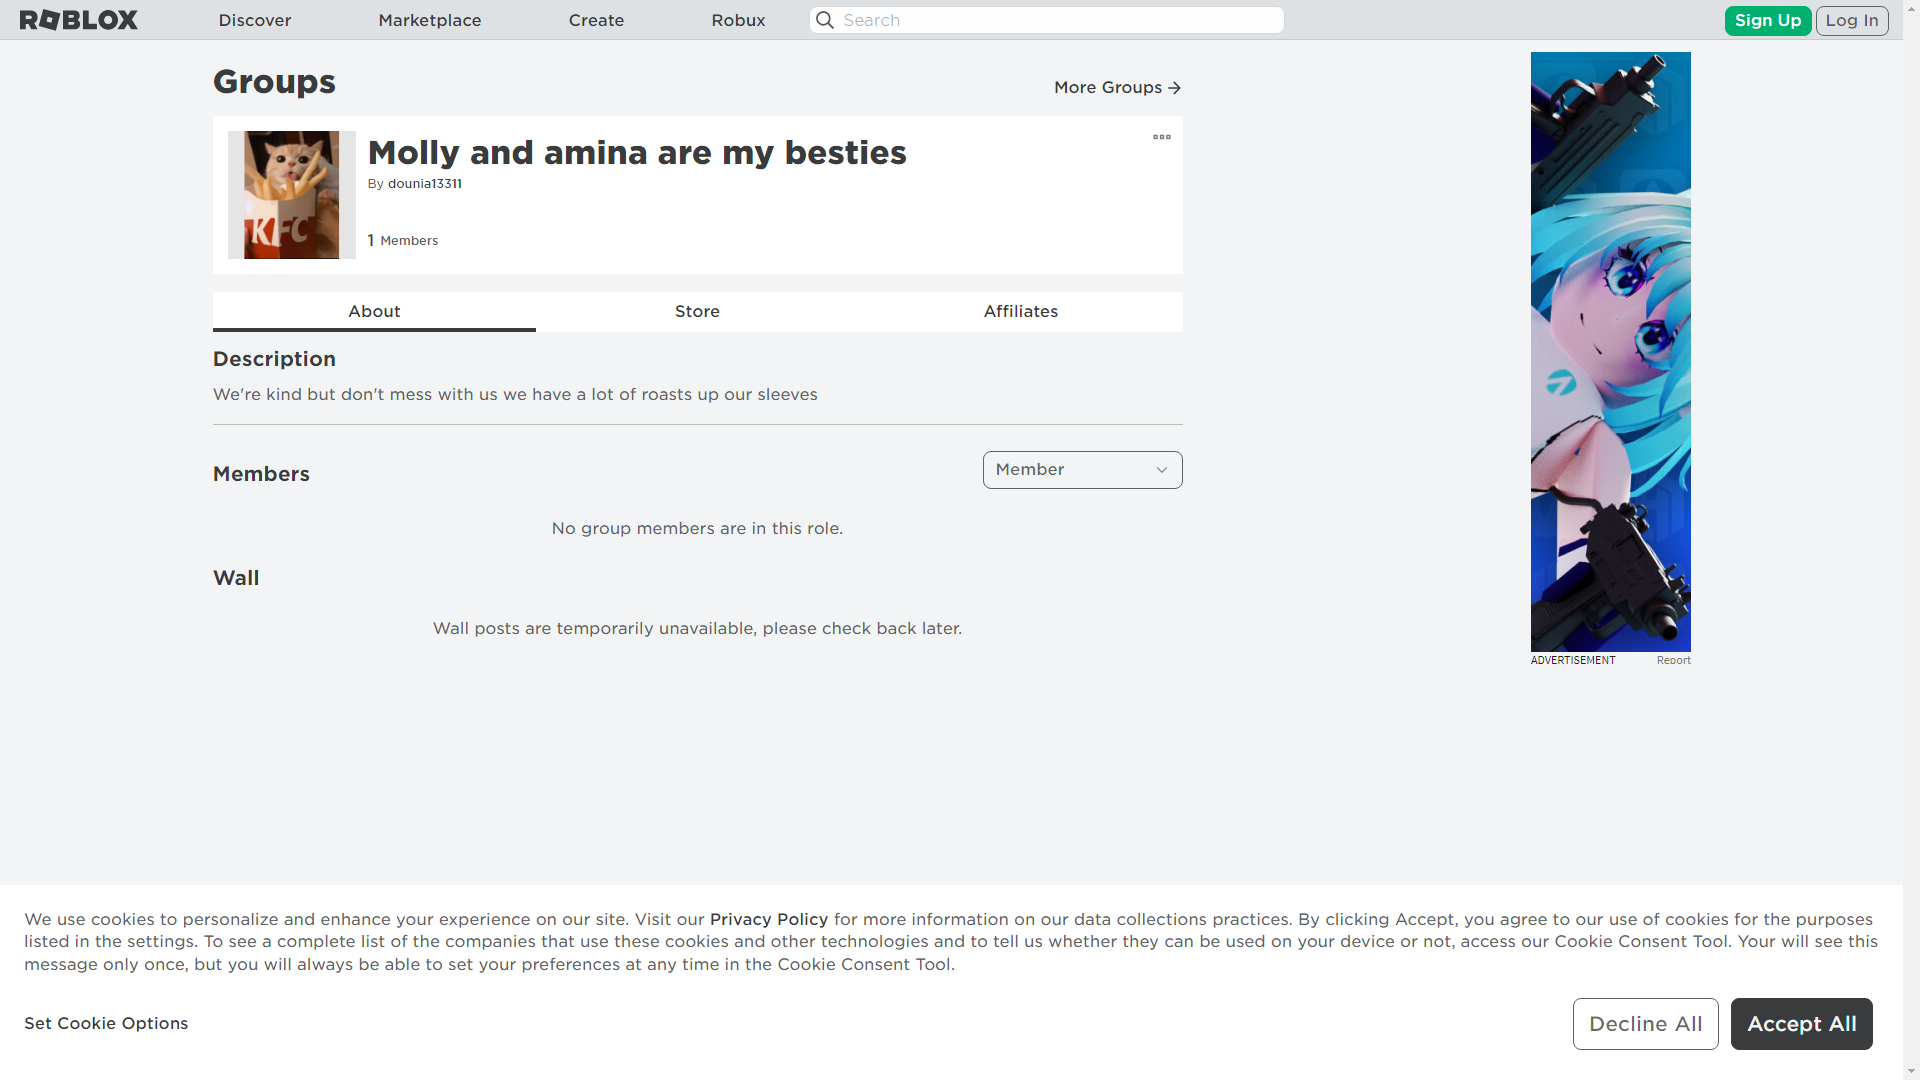 ROBLOX
Discover
Marketplace
Create
Robux
Search
Sign Up
Log In
Groups
More Groups
KFC
Molly and amina are my besties
By dounia13311
1 Members
About
Store
Affiliates
Description
We're kind but don't mess with us we have a lot of roasts up our sleeves
Members
Member
No group members are in this role.
Wall
Wall posts are temporarily unavailable, please check back later.
ADVERTISEMENT
Report
We use cookies to personalize and enhance your experience on our site. Visit our Privacy Policy for more information on our data collections practices. By clicking Accept, you agree to our use of cookies for the purposes
listed in the settings. To see a complete list of the companies that use these cookies and other technologies and to tell us whether they can be used on your device or not, access our Cookie Consent Tool. Your will see this
message only once, but you will always be able to set your preferences at any time in the Cookie Consent Tool.
Set Cookie Options
Decline All
Accept All